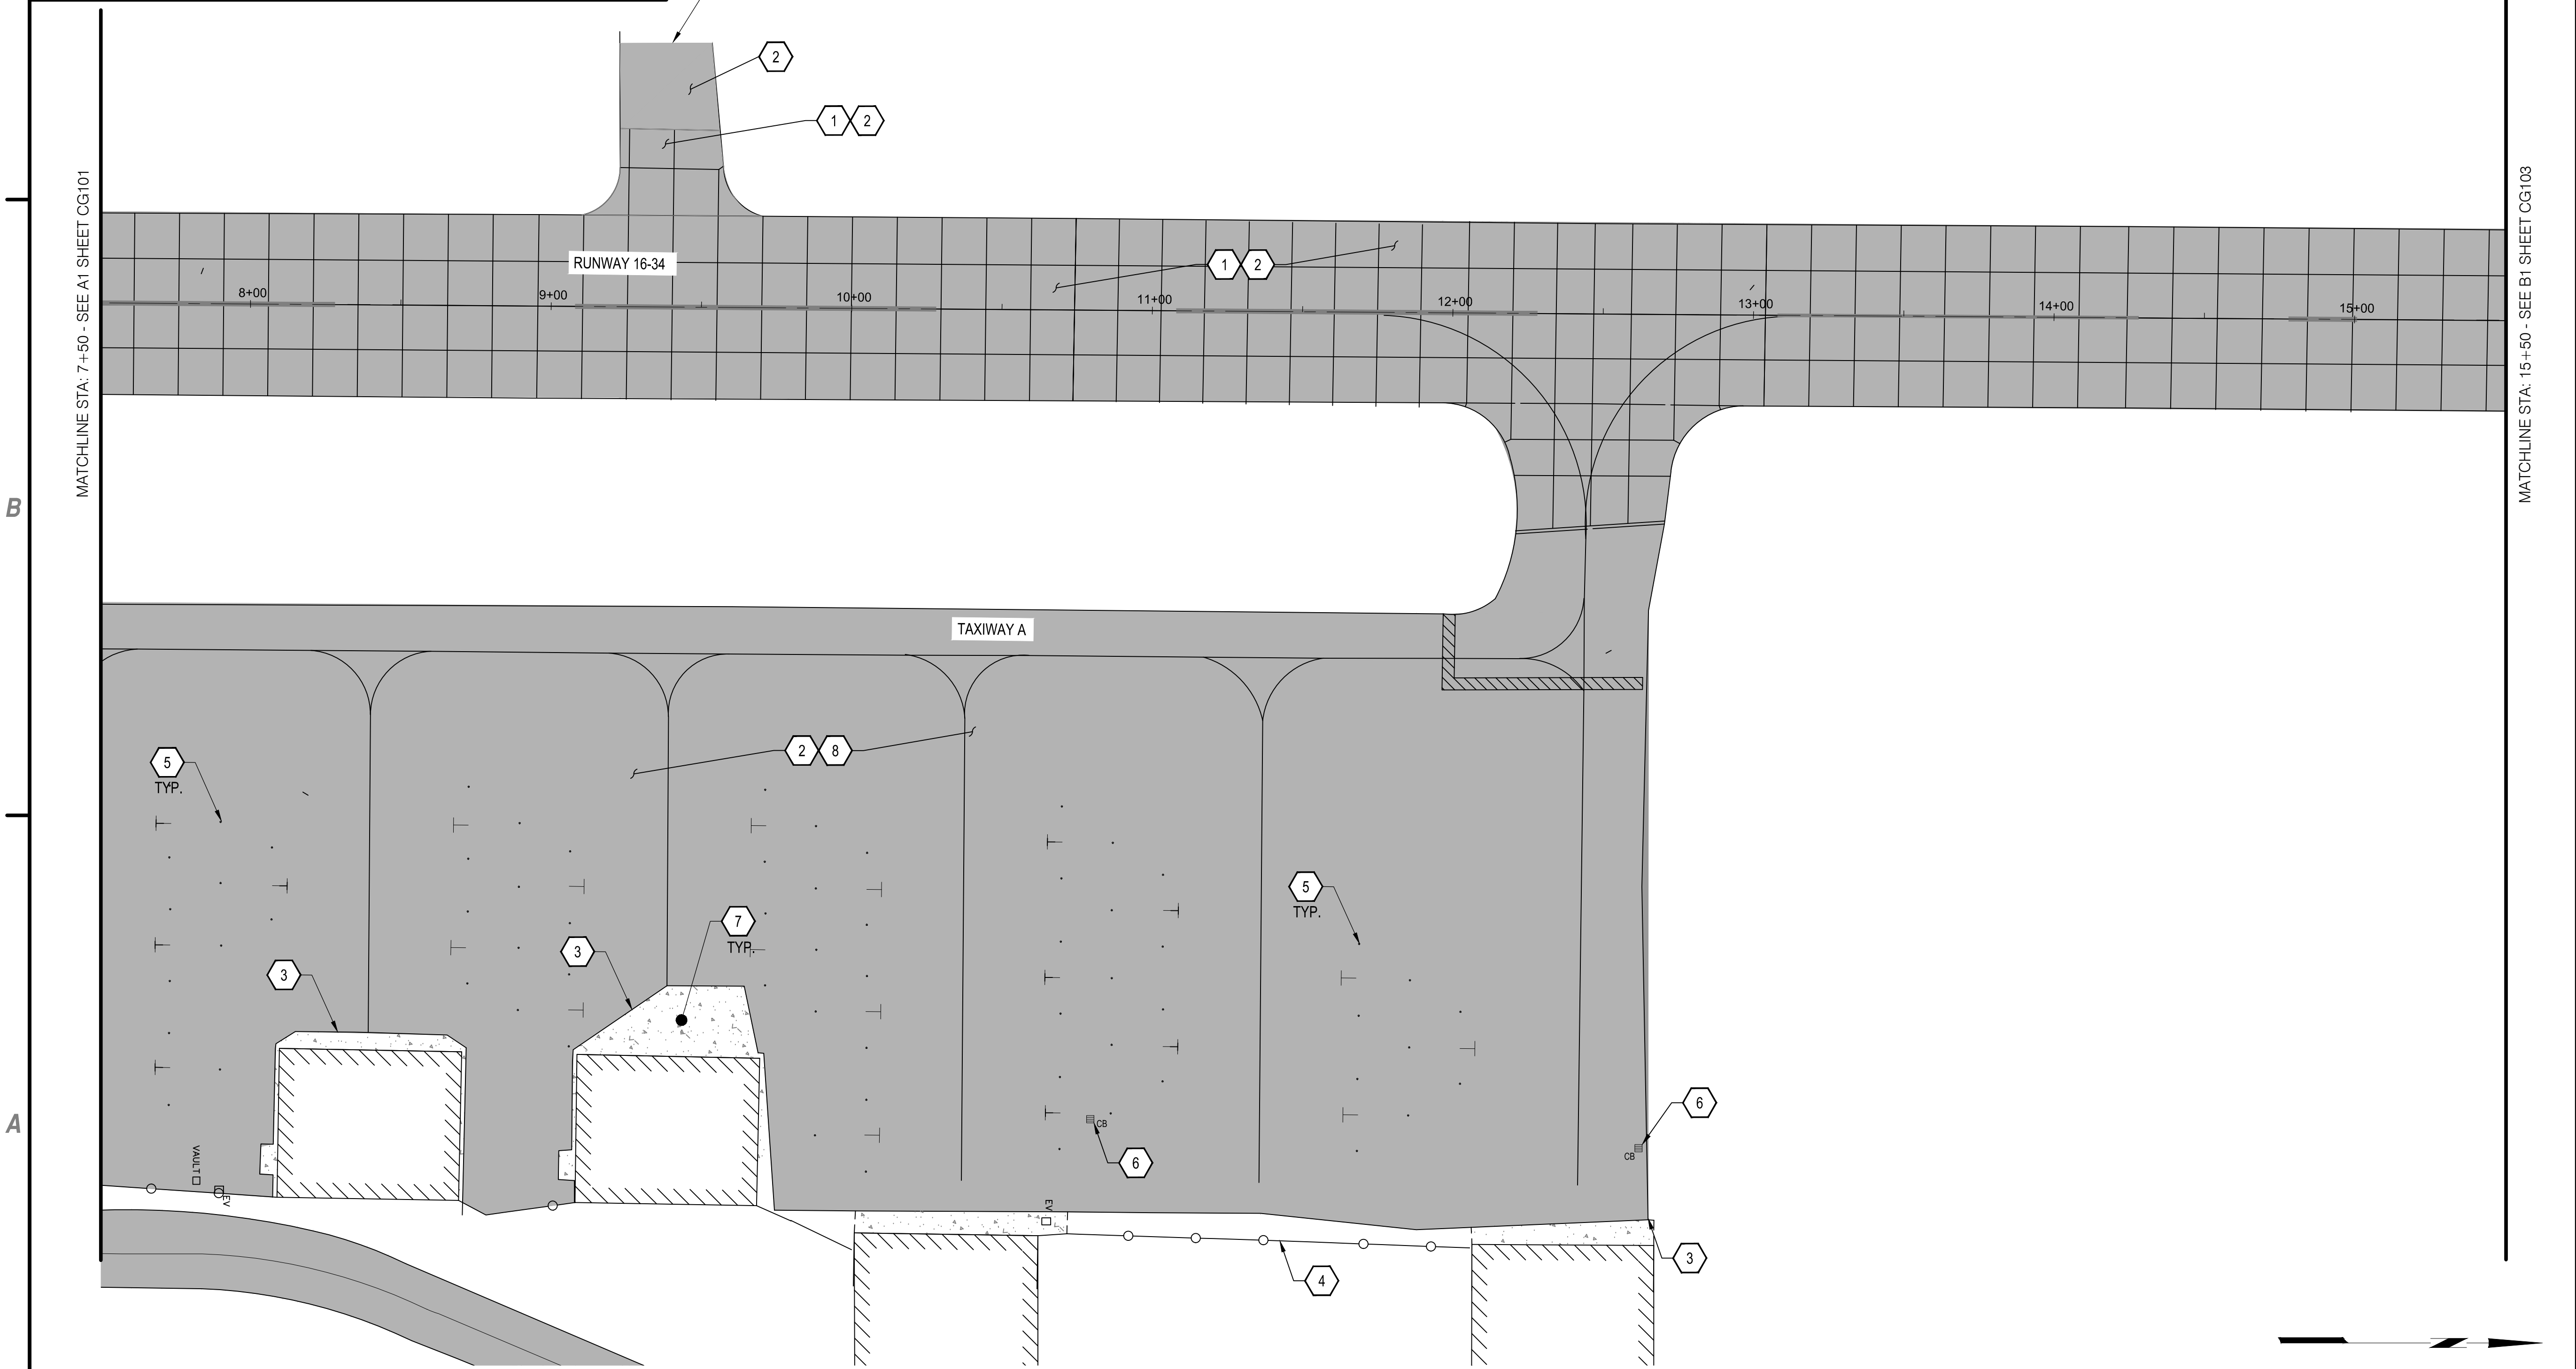 2
1 2
MATCHLINE STA: 7+50 - SEE A1 SHEET CG101
MATCHLINE STA: 15+50 - SEE B1 SHEET CG103
RUNWAY 16-34
1 2
8+00
9+00
10+00
11+00
12+00
13+00
14+00
15+00
B
TAXIWAY A
2 8
5
TYP.
5
TYP.
7
TYP.
3
3
A
6
CB
6
CB
VAULT
EV
EV
3
4